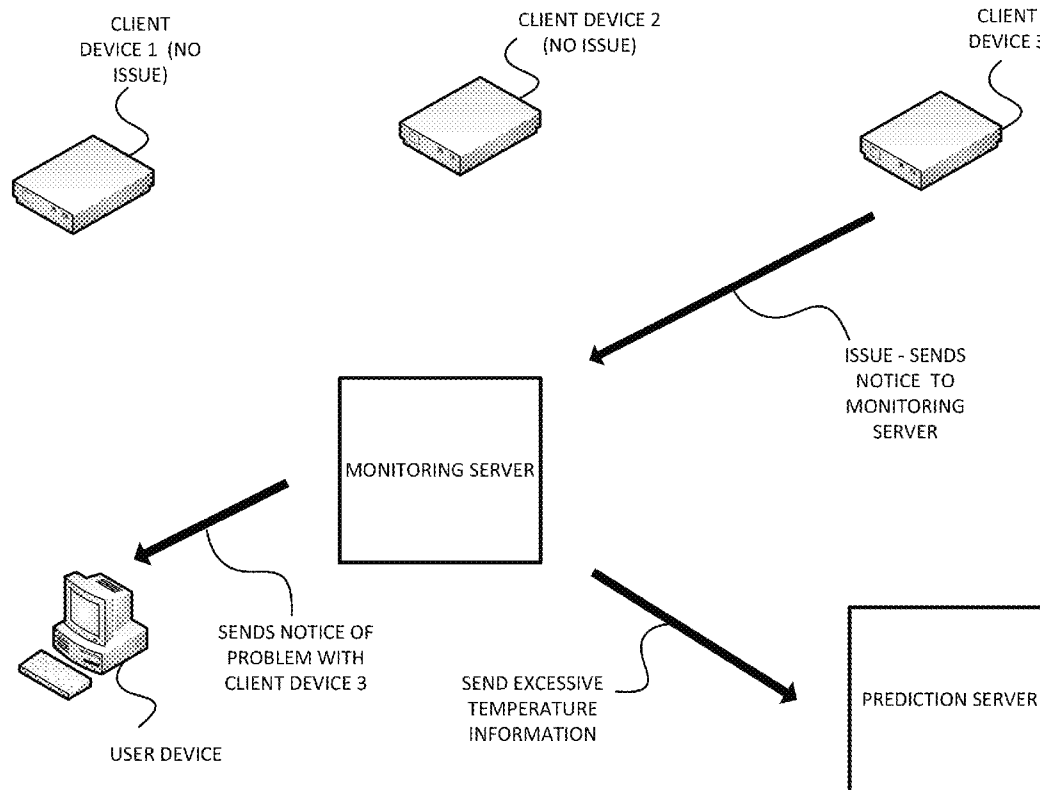 CLIENT
DEVICE 1 (NO
ISSUE)
CLIENT DEVICE 2
(NO ISSUE)
CLIENT
DEVICE 3
ISSUE - SENDS
NOTICE TO
MONITORING
SERVER
MONITORING SERVER
SENDS NOTICE OF
PROBLEM WITH
CLIENT DEVICE 3
USER DEVICE
SEND EXCESSIVE
TEMPERATURE
INFORMATION
PREDICTION SERVER